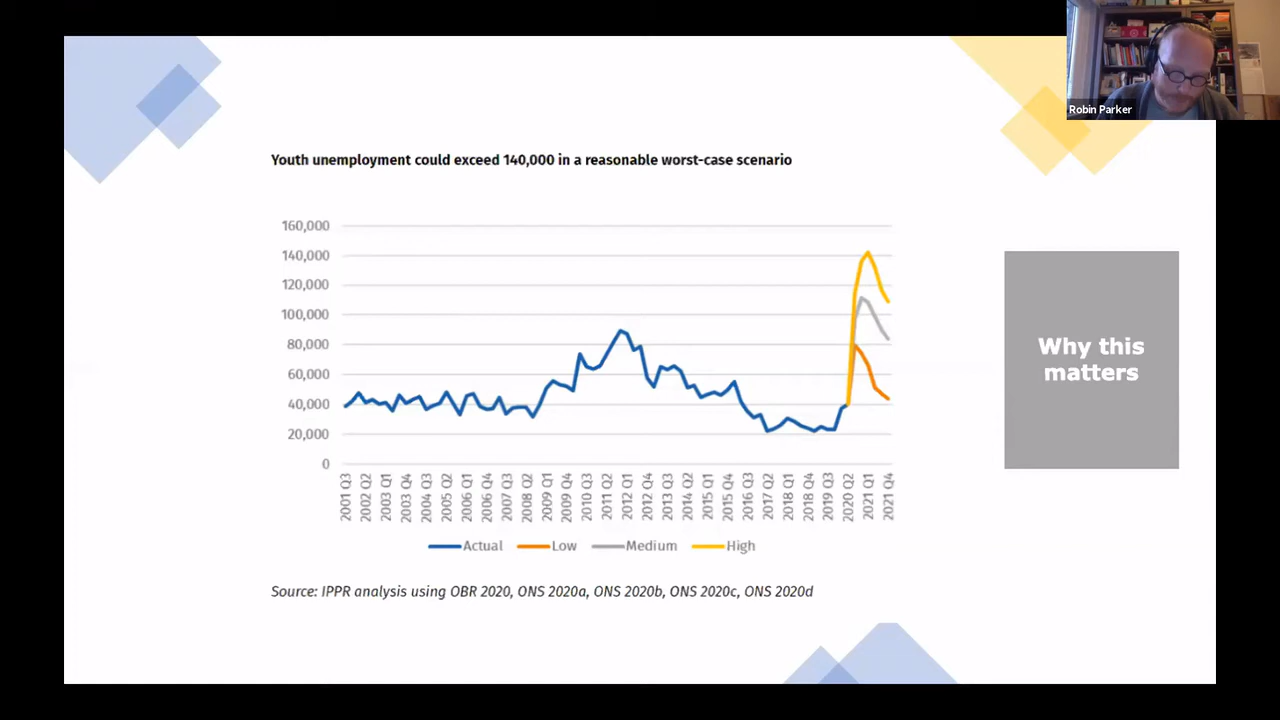 Robin Parker
Youth unemployment could exceed 140,000 in a reasonable worst-case scenario
160,000
140,000
120,000
100,000
80,000
60,000
40,000
20,000
0
2001 Q3
2002 Q2
2003 Q1
2003 Q4
2004 Q3
2005 Q2
2006 Q1
2006 Q4
2007 Q3
2008 Q2
2009 Q1
2009 Q4
2010 Q3
2011 Q2
2012 Q1
2012 Q4
2013 Q3
2014 Q2
2015 Q1
2015 Q4
2016 Q3
2017 Q2
2018 Q1
2018 Q4
2019 Q3
2020 Q2
2021 Q1
2021 Q4
Actual Low Medium High
Source: IPPR analysis using OBR 2020, ONS 2020a, ONS 2020b, ONS 2020c, ONS 2020d
Why this
matters